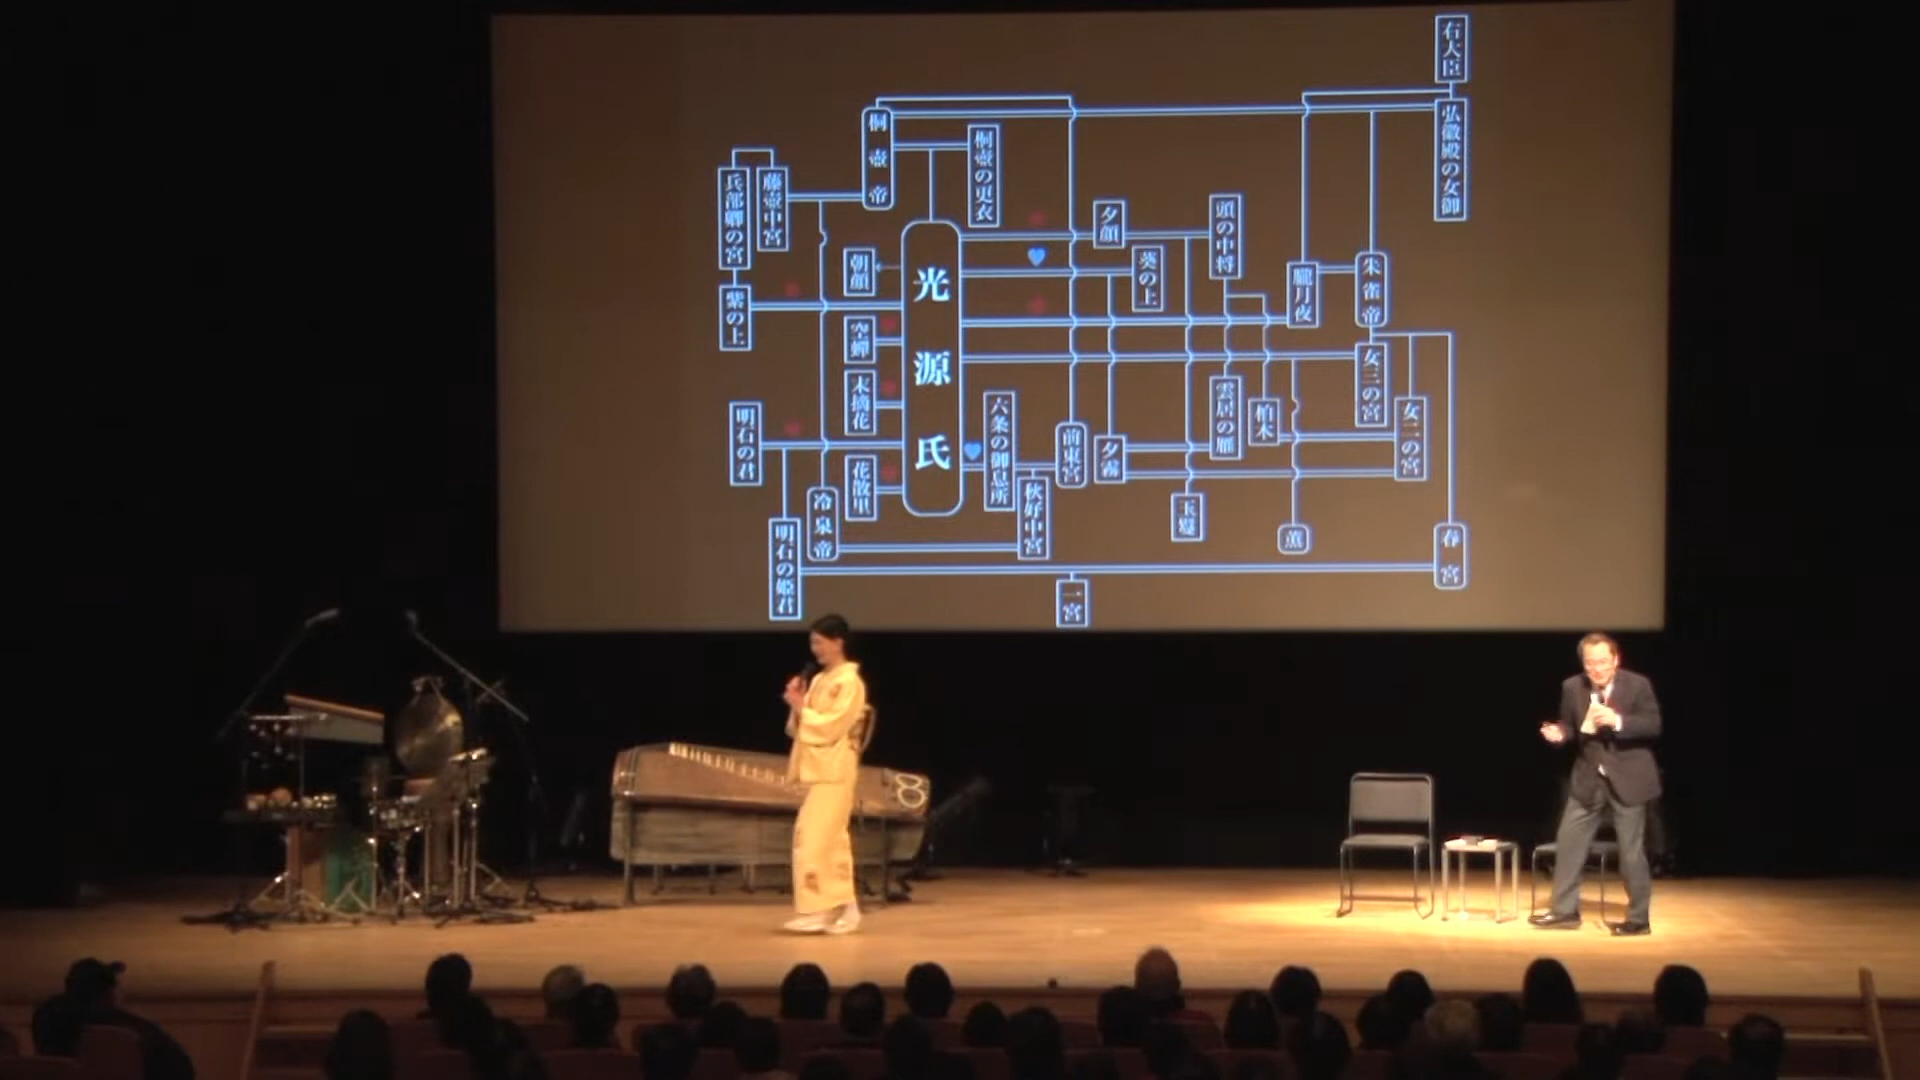 右大臣
弘徽殿の女御
桐壺帝
桐壺の更衣
藤壺中宮
兵部卿の宮
夕顔
頭の中将
葵の上
朝顔
光源氏
朧月夜
朱雀帝
紫の上
空蝉
女三の宮
末摘花
雲居の雁
柏木
女二の宮
六条の御息所
明石の君
前東宮
夕霧
花散里
秋好中宮
冷泉帝
玉鬘
薫
春宮
明石の姫君
一宮